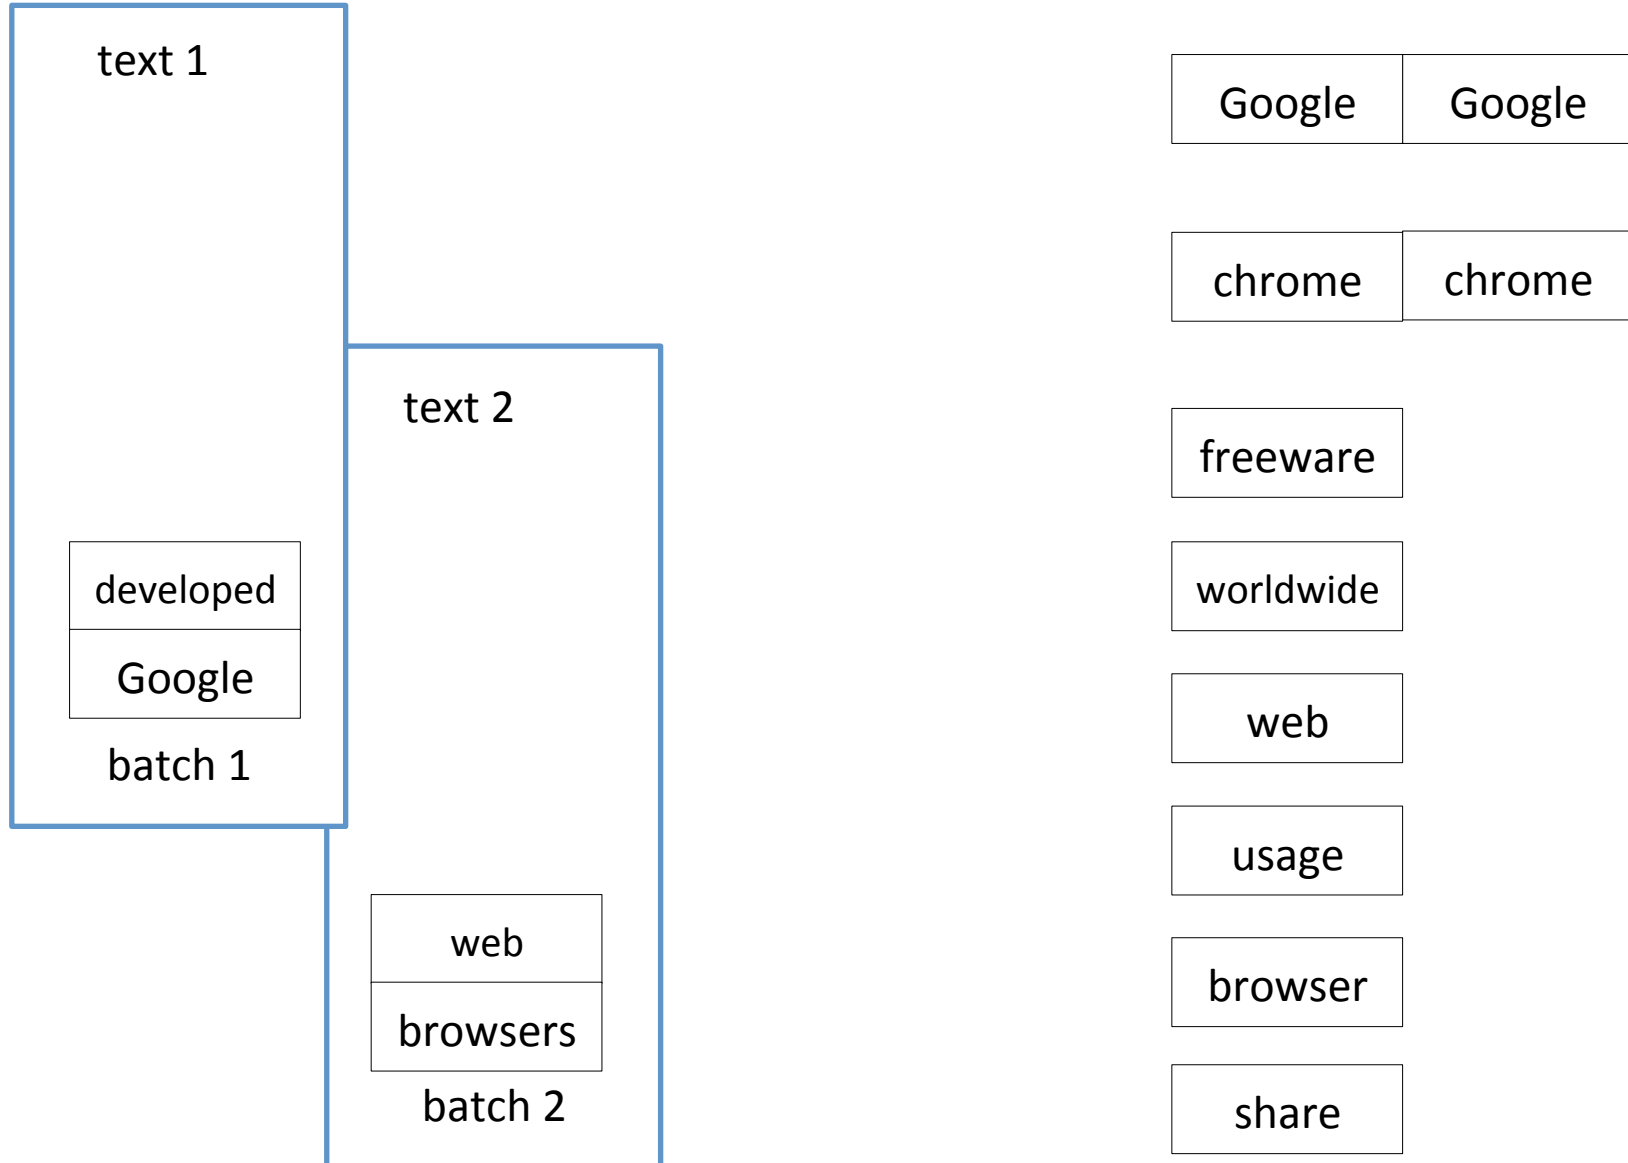 text 1
developed
Google
batch 1
text 2
web
browsers
batch 2
Google Google
chrome chrome
freeware
worldwide
web
usage
browser
share